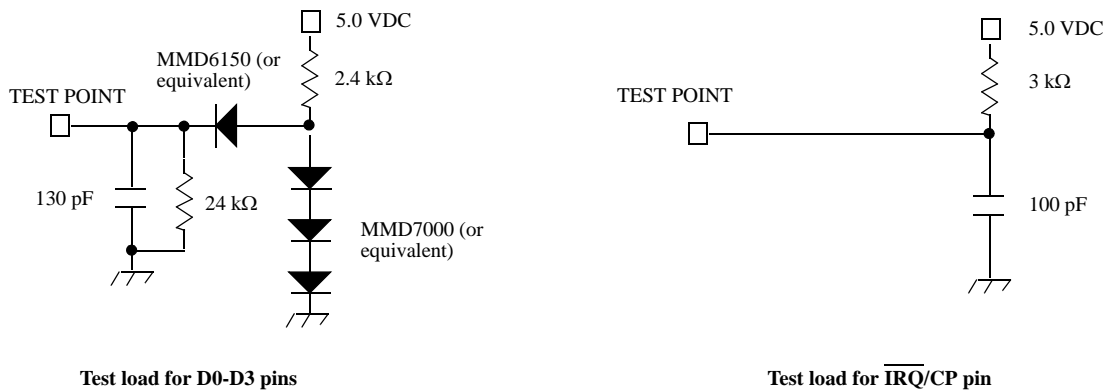 5.0 VDC
MMD6150 (or
equivalent)
2.4 kΩ
TEST POINT
130 pF
24 kΩ
MMD7000 (or
equivalent)
Test load for D0-D3 pins
5.0 VDC
3 kΩ
TEST POINT
100 pF
Test load for I̅R̅Q̅/CP pin